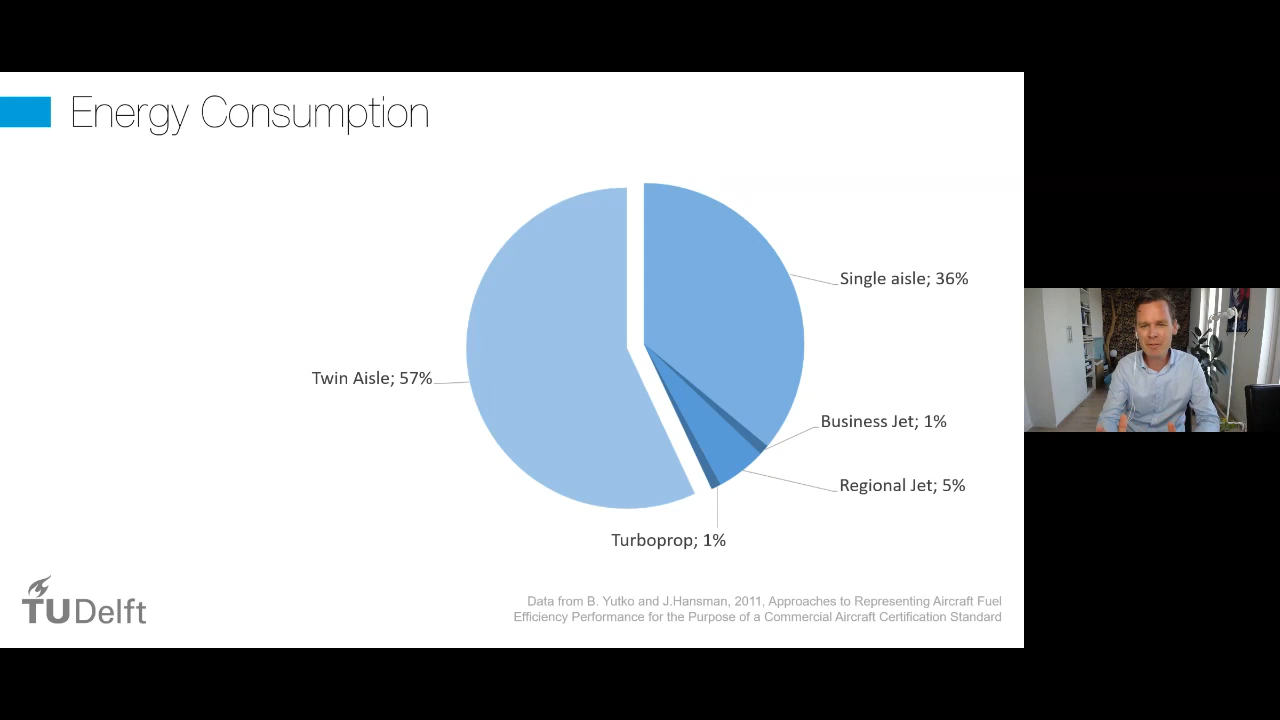 Energy Consumption
Single aisle; 36%
Twin Aisle; 57%
Business Jet; 1%
Regional Jet; 5%
Turboprop; 1%
TUDelft
Data from B. Yutko and J.Hansman, 2011, Approaches to Representing Aircraft Fuel
Efficiency Performance for the Purpose of a Commercial Aircraft Certification Standard